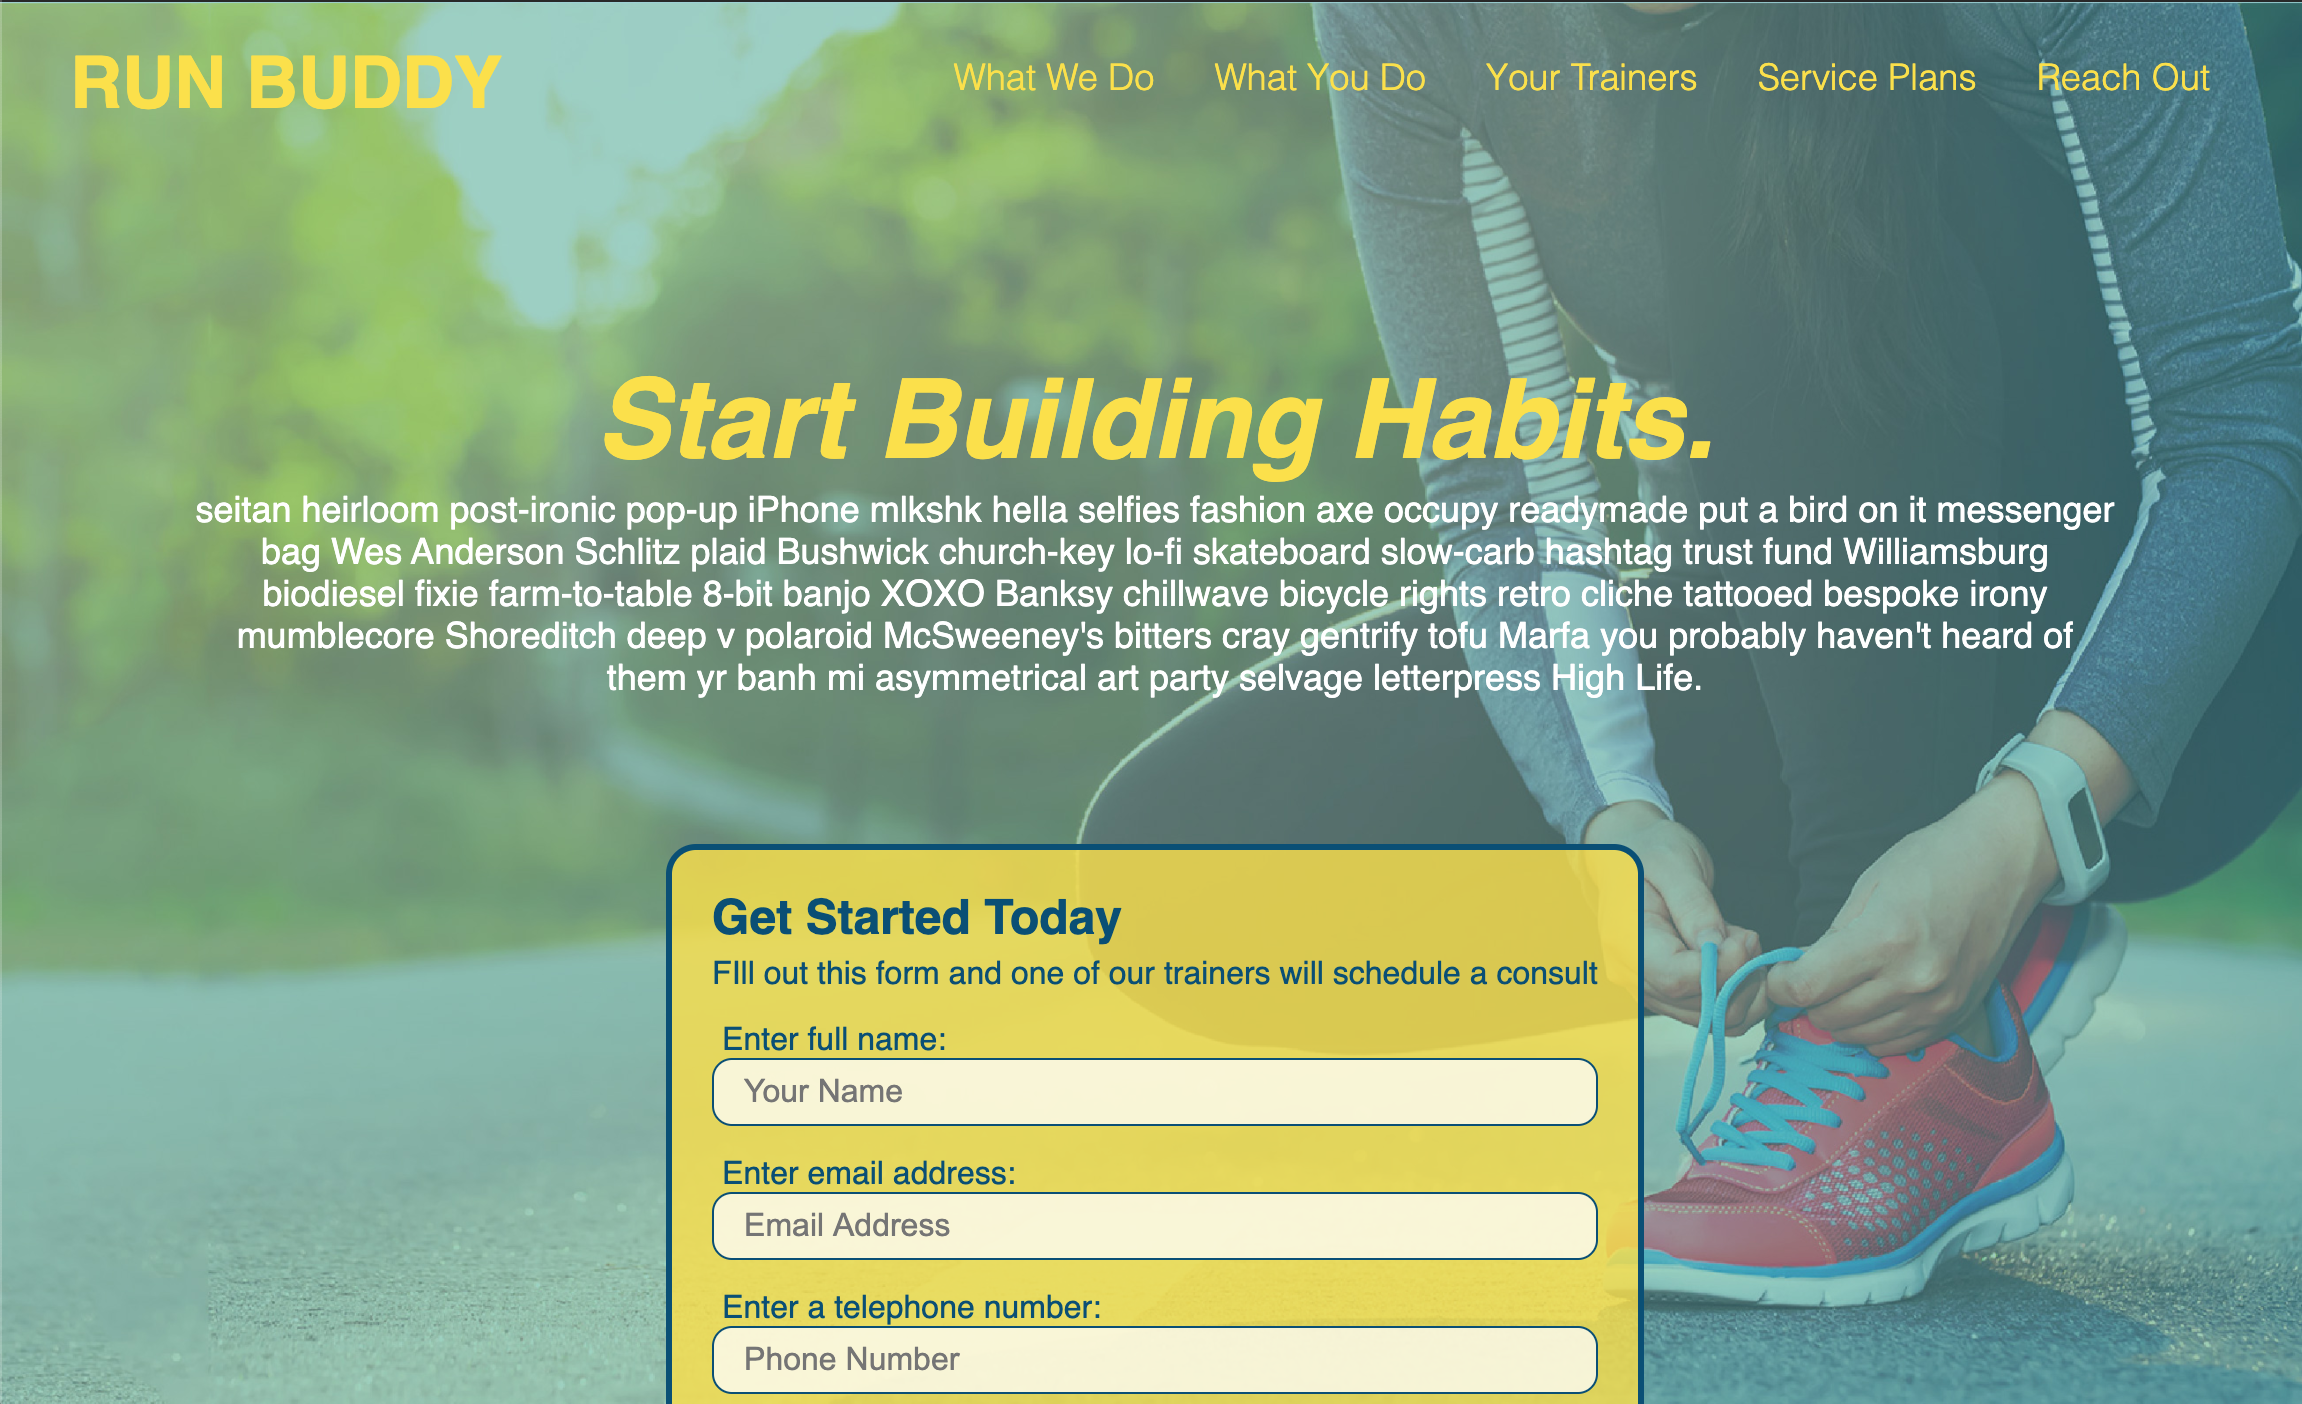 RUN BUDDY
What We Do What You Do Your Trainers Service Plans Reach Out
Start Building Habits.
seitan heirloom post-ironic pop-up iPhone mlkshk hella selfies fashion axe occupy readymade put a bird on it messenger
bag Wes Anderson Schlitz plaid Bushwick church-key lo-fi skateboard slow-carb hashtag trust fund Williamsburg
biodiesel fixie farm-to-table 8-bit banjo XOXO Banksy chillwave bicycle rights retro cliche tattooed bespoke irony
mumblecore Shoreditch deep v polaroid McSweeney's bitters cray gentrify tofu Marfa you probably haven't heard of
them yr banh mi asymmetrical art party selvage letterpress High Life.
Get Started Today
FIll out this form and one of our trainers will schedule a consult
Enter full name:
Your Name
Enter email address:
Email Address
Enter a telephone number:
Phone Number